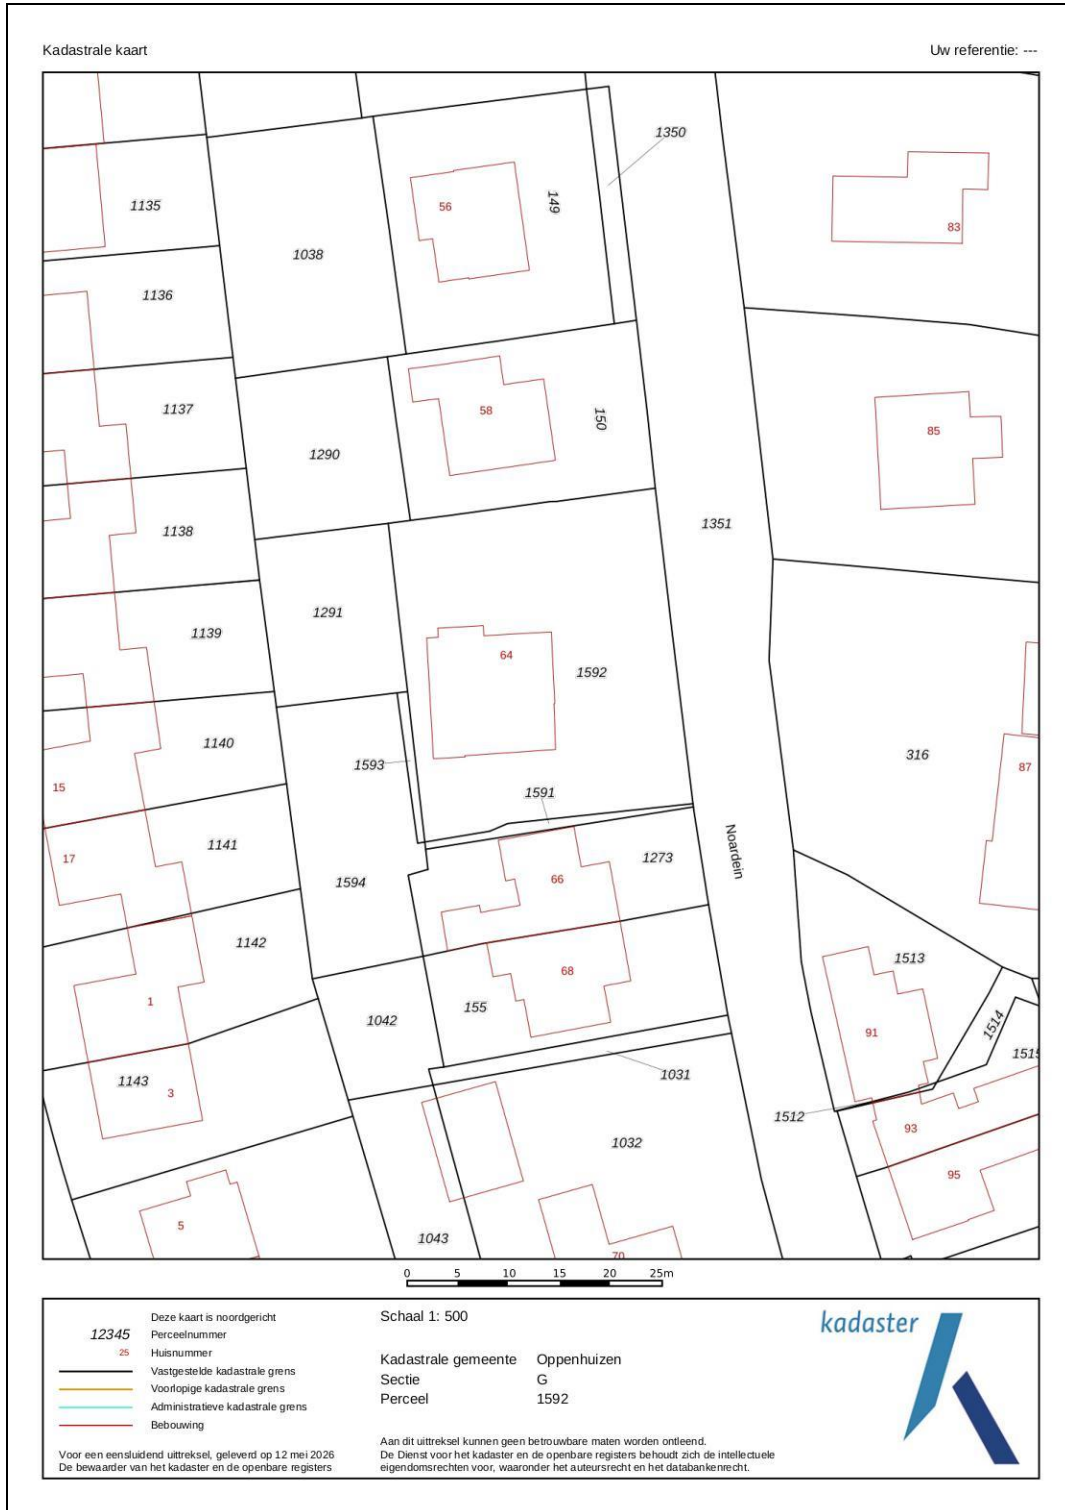 Kadastrale kaart
Uw referentie: ---
1350
1135
149
56
83
1038
1136
1137
58
150
85
1290
1351
1138
1291
1139
64
1592
1140
1593
316
87
15
1591
1141
17
1273
Noardein
1594
66
1142
1513
68
155
1
1042
91
1514
1515
1143
3
1031
1512
93
1032
95
5
1043
70
0 5 10 15 20 25m
Deze kaart is noordgericht
12345 Perceelnummer
25 Huisnummer
Vastgestelde kadastrale grens
Voorlopige kadastrale grens
Administratieve kadastrale grens
Bebouwing
Voor een eensluidend uittreksel, geleverd op 12 mei 2026
De bewaarder van het kadaster en de openbare registers
Schaal 1: 500
Kadastrale gemeente Oppenhuizen
Sectie G
Perceel 1592
Aan dit uittreksel kunnen geen betrouwbare maten worden ontleend.
De Dienst voor het kadaster en de openbare registers behoudt zich de intellectuele
eigendomsrechten voor, waaronder het auteursrecht en het databankenrecht.
kadaster